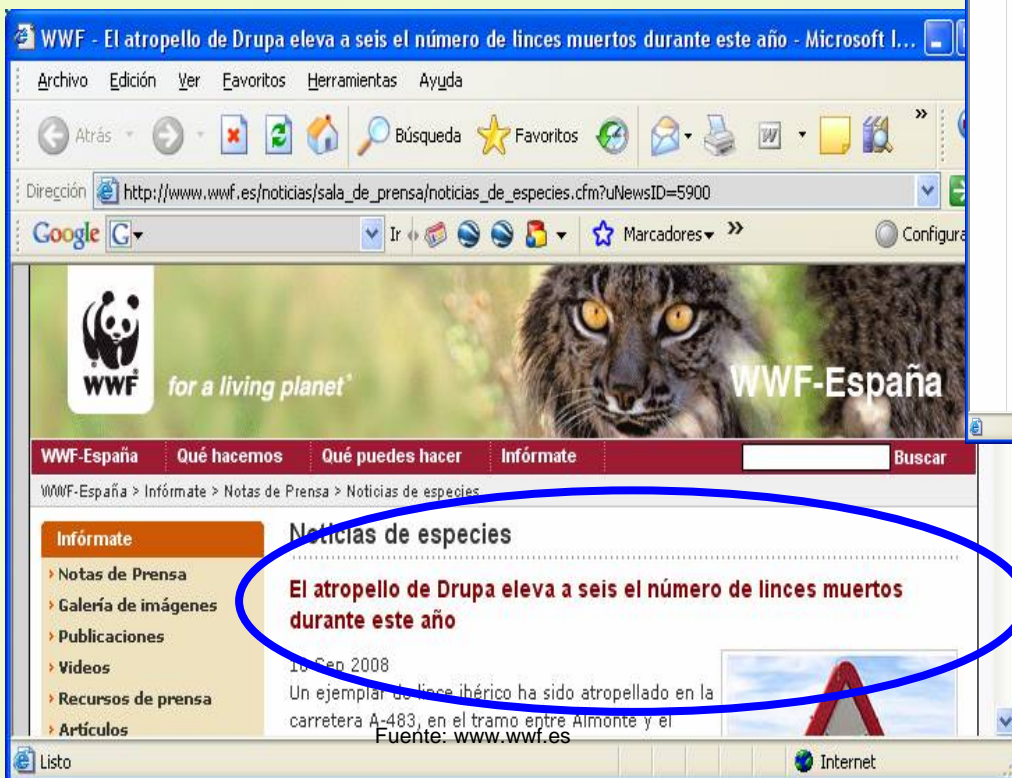 WWF - El atropello de Drupa eleva a seis el número de linces muertos durante este año - Microsoft I...
Archivo Edición Ver Favoritos Herramientas Ayuda
Atrás Búsqueda Favoritos
Dirección http://www.wwf.es/noticias/sala_de_prensa/noticias_de_especies.cfm?uNewsID=5900
Google G Ir Marcadores » Configura
WWF for a living planet® WWF-España
WWF-España Qué hacemos Qué puedes hacer Infórmate Buscar
WWF-España > Infórmate > Notas de Prensa > Noticias de especies
Infórmate
Notas de Prensa
Galería de imágenes
Publicaciones
Videos
Recursos de prensa
Artículos
Noticias de especies
El atropello de Drupa eleva a seis el número de linces muertos
durante este año
Sep 2008
Un ejemplar de lince ibérico ha sido atropellado en la
carretera A-483, en el tramo entre Almonte y el
Fuente: www.wwf.es
Listo Internet